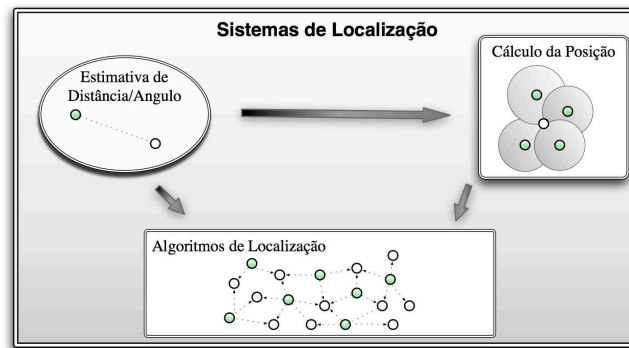 Sistemas de Localização
Estimativa de
Distância/Angulo
Cálculo da Posição
Algoritmos de Localização